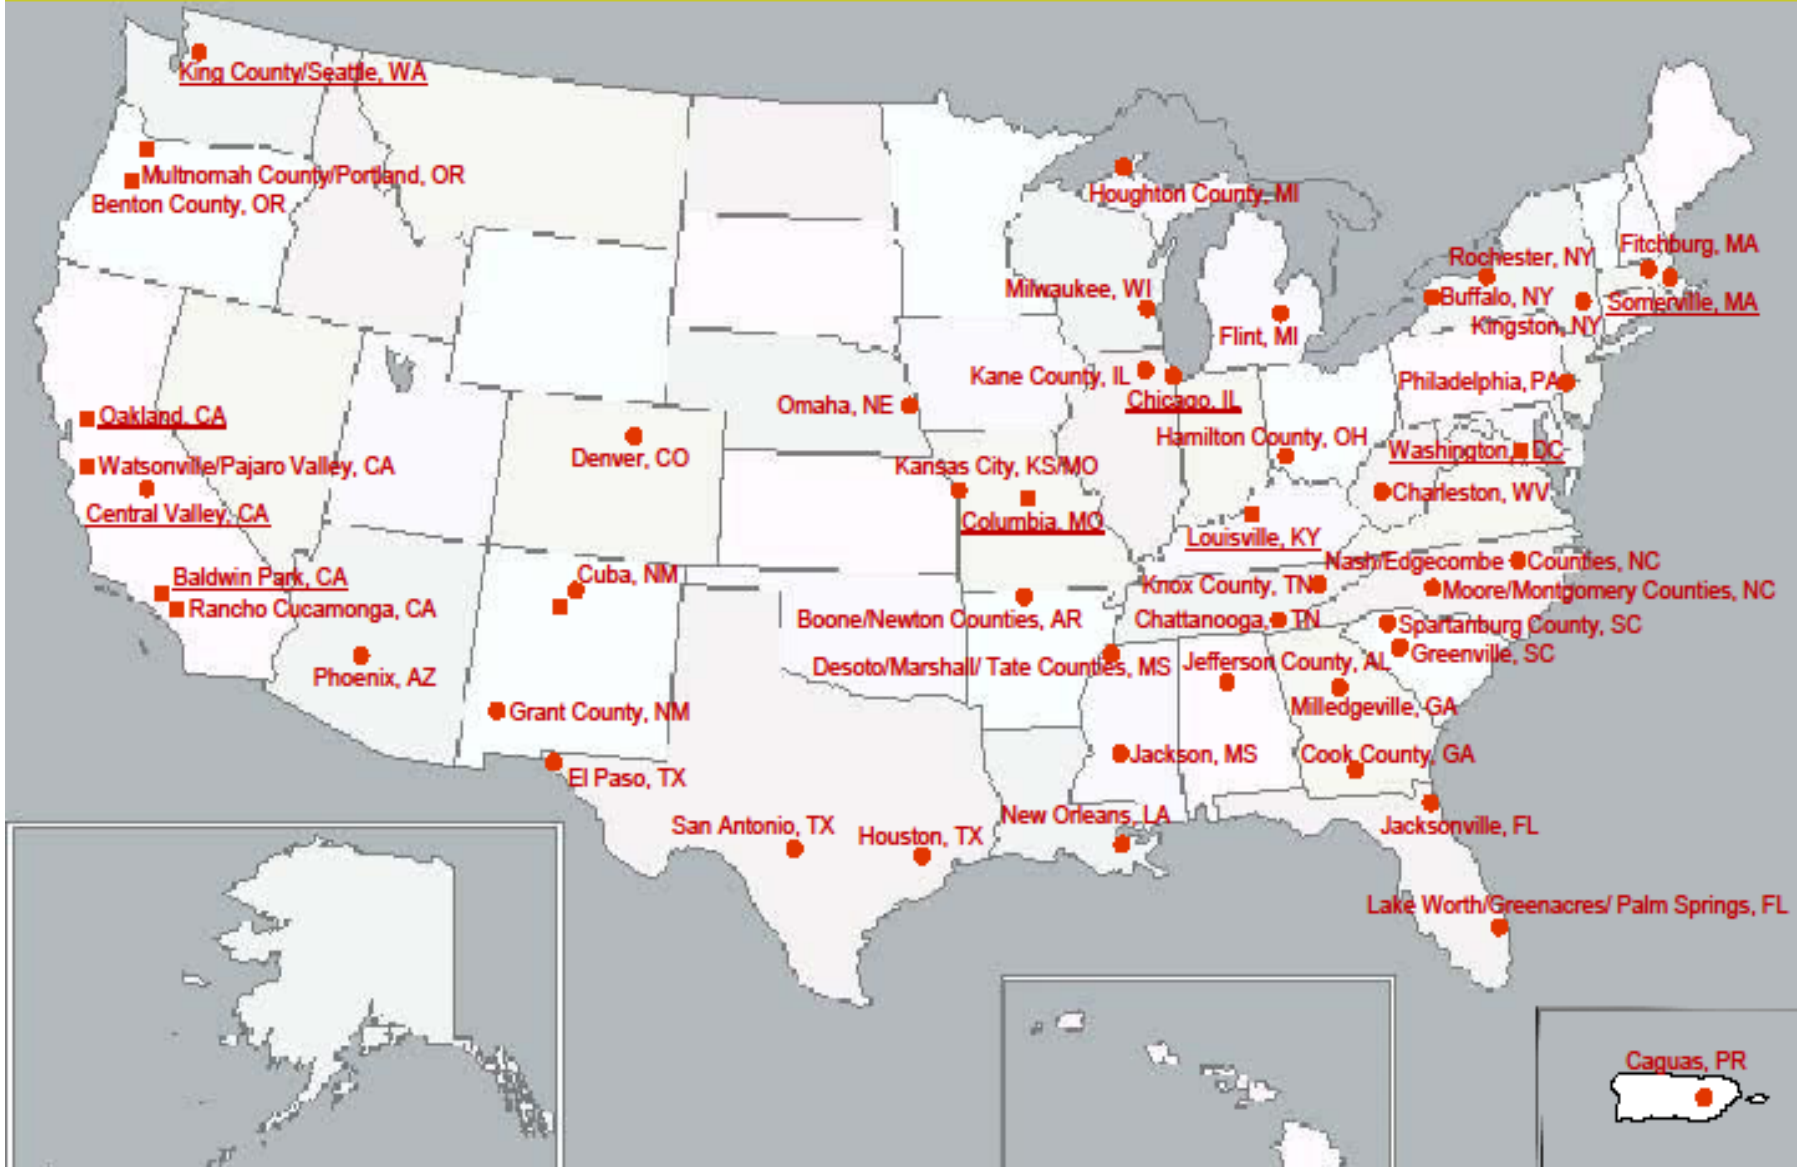 King County/Seattle, WA
Multnomah County/Portland, OR
Benton County, OR
Houghton County, MI
Fitchburg, MA
Rochester, NY
Milwaukee, WI
Buffalo, NY
Somerville, MA
Kingston, NY
Flint, MI
Kane County, IL
Philadelphia, PA
Chicago, IL
Omaha, NE
Oakland, CA
Hamilton County, OH
Washington, DC
Denver, CO
Watsonville/Pajaro Valley, CA
Kansas City, KS/MO
Charleston, WV
Central Valley, CA
Columbia, MO
Louisville, KY
Nash/Edgecombe Counties, NC
Baldwin Park, CA
Cuba, NM
Knox County, TN
Moore/Montgomery Counties, NC
Rancho Cucamonga, CA
Boone/Newton Counties, AR
Chattanooga, TN
Spartanburg County, SC
Greenville, SC
Desoto/Marshall/ Tate Counties, MS
Jefferson County, AL
Phoenix, AZ
Milledgeville, GA
Grant County, NM
Jackson, MS
Cook County, GA
El Paso, TX
New Orleans, LA
San Antonio, TX
Houston, TX
Jacksonville, FL
Lake Worth/Greenacres/ Palm Springs, FL
Caguas, PR